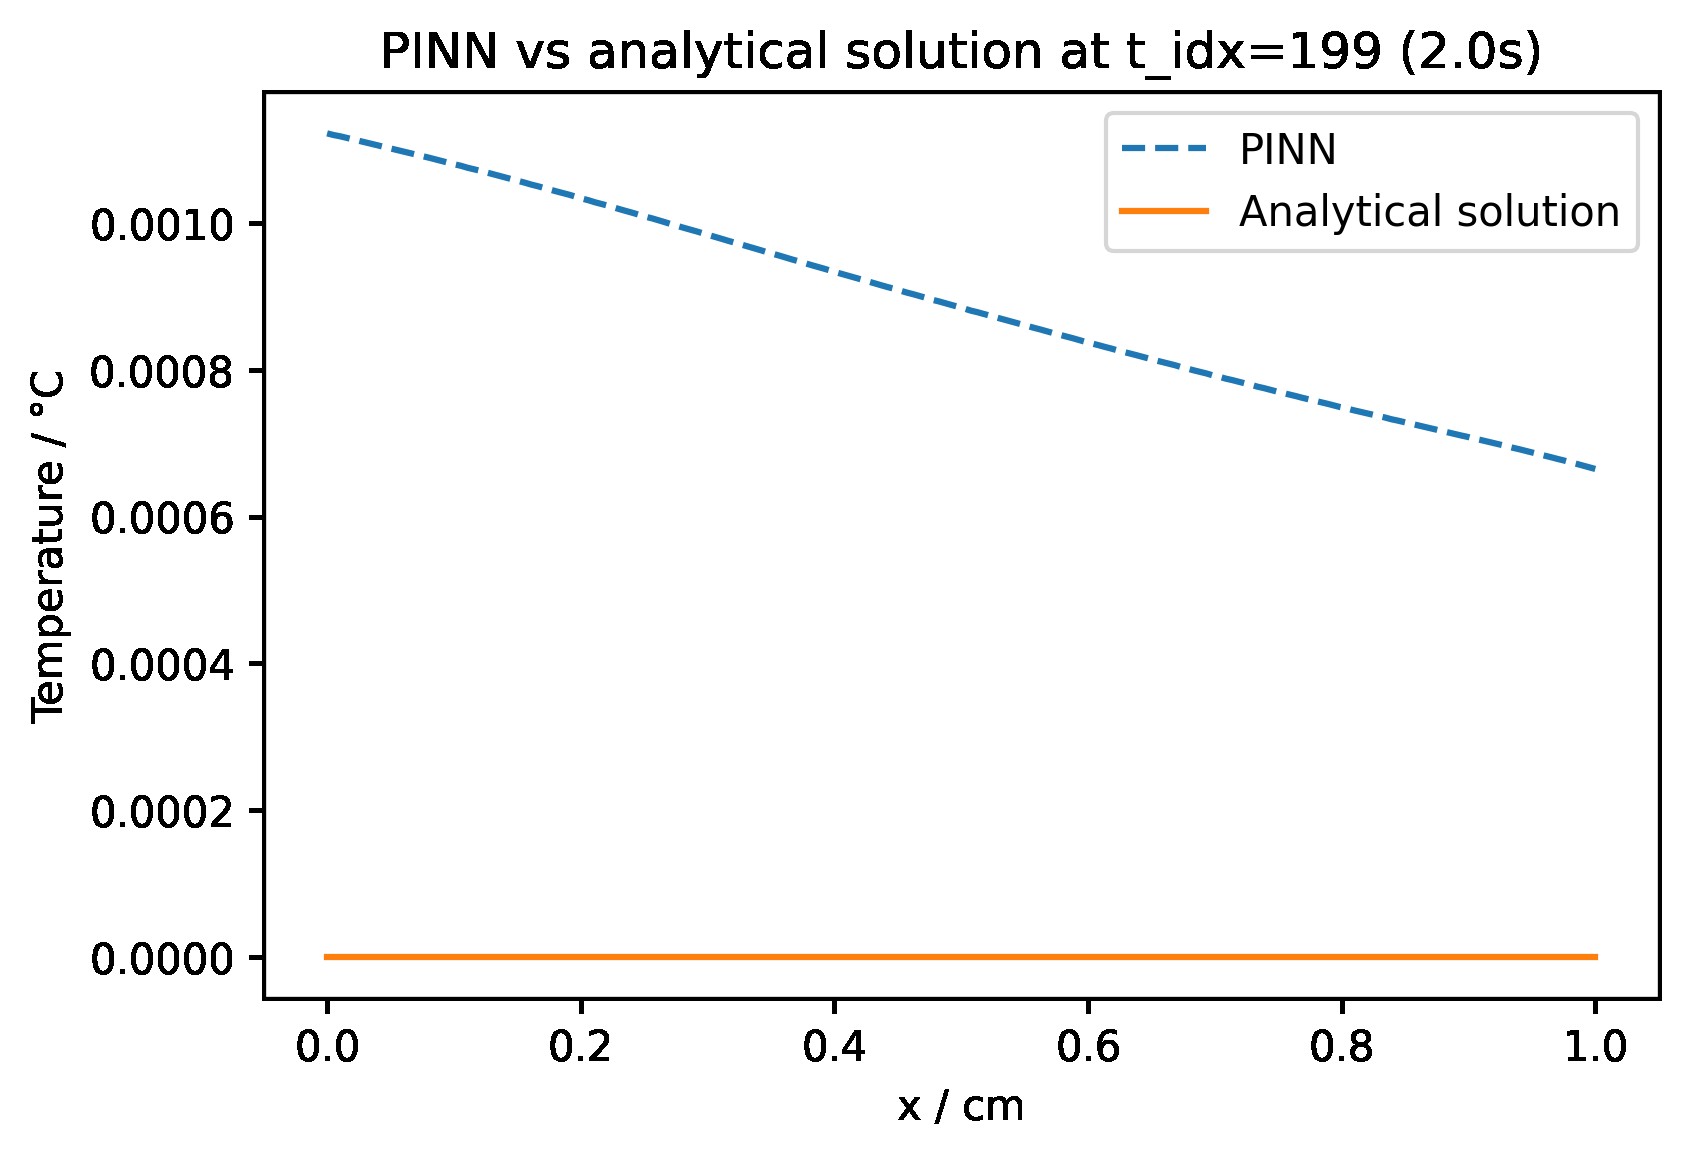 PINN vs analytical solution at t_idx=199 (2.0s)
PINN
Analytical solution
Temperature / °C
0.0010
0.0008
0.0006
0.0004
0.0002
0.0000
0.0 0.2 0.4 0.6 0.8 1.0
x / cm